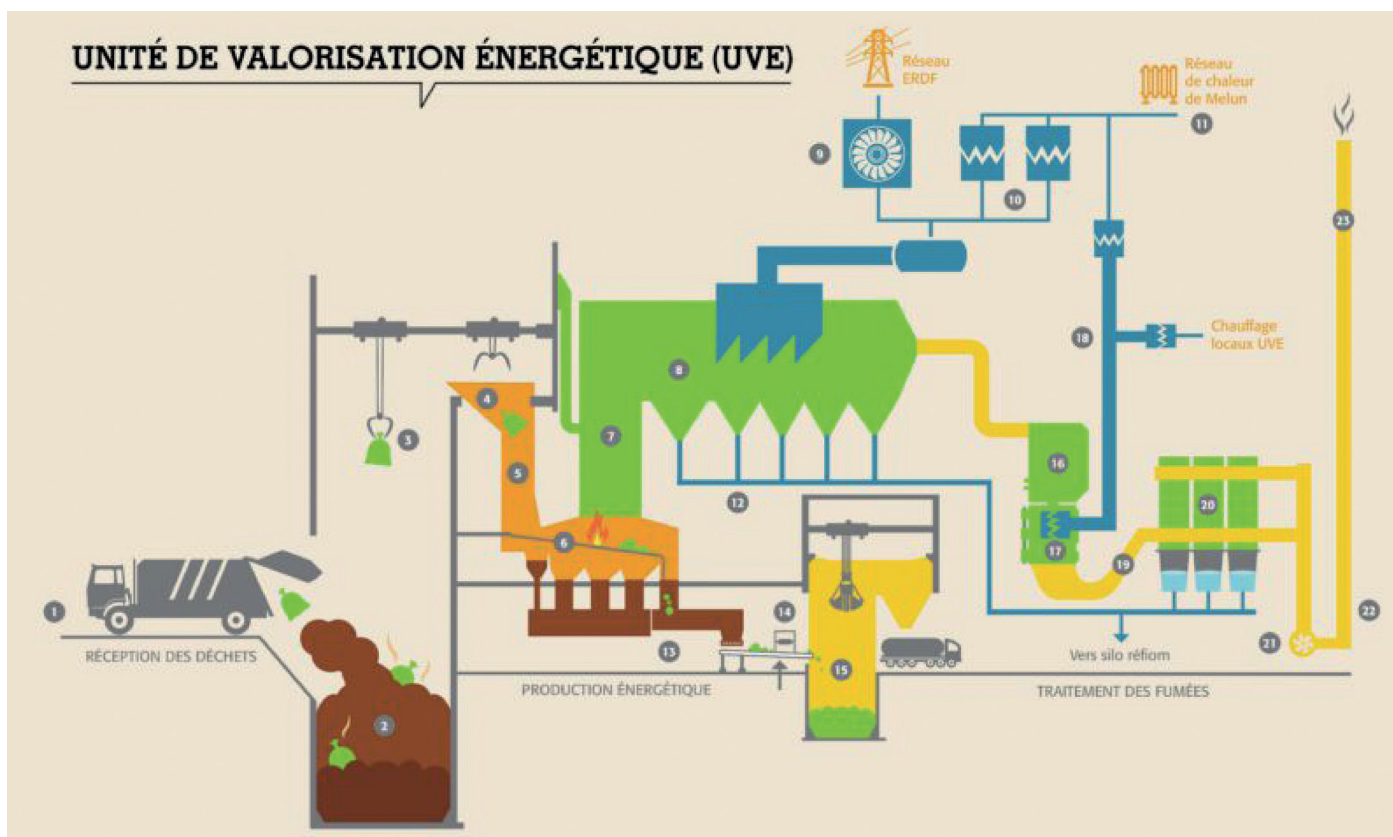 UNITÉ DE VALORISATION ÉNERGÉTIQUE (UVE)
Réseau
ERDF
Réseau
de chaleur
de Melun
11
9
10
23
18
Chauffage
locaux UVE
8
4
3
7
16
5
12
20
6
17
19
1
14
22
21
13
RÉCEPTION DES DÉCHETS
Vers silo réfiom
15
PRODUCTION ÉNERGÉTIQUE
TRAITEMENT DES FUMÉES
2